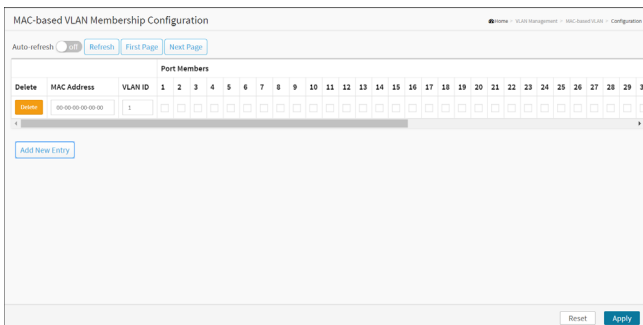 MAC-based VLAN Membership Configuration
Home > VLAN Management > MAC-based VLAN > Configuration
Auto-refresh off Refresh First Page Next Page
Port Members
Delete MAC Address VLAN ID 1 2 3 4 5 6 7 8 9 10 11 12 13 14 15 16 17 18 19 20 21 22 23 24 25 26 27 28 29 3
Delete 00-00-00-00-00-00 1
Add New Entry
Reset Apply